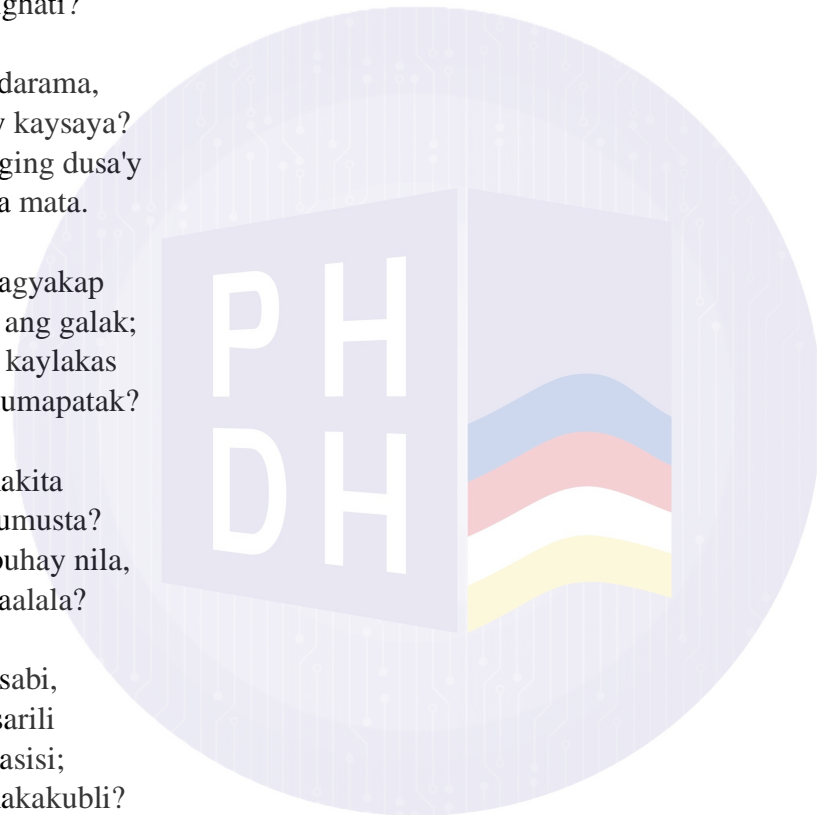 ghati?
darama,
y kaysaya?
ging dusa'y
a mata.
agyakap
ang galak;
kaylakas
umapatak?
akita
umusta?
buhay nila,
aalala?
sabi,
sarili
asisi;
akakubli?
PH
DH